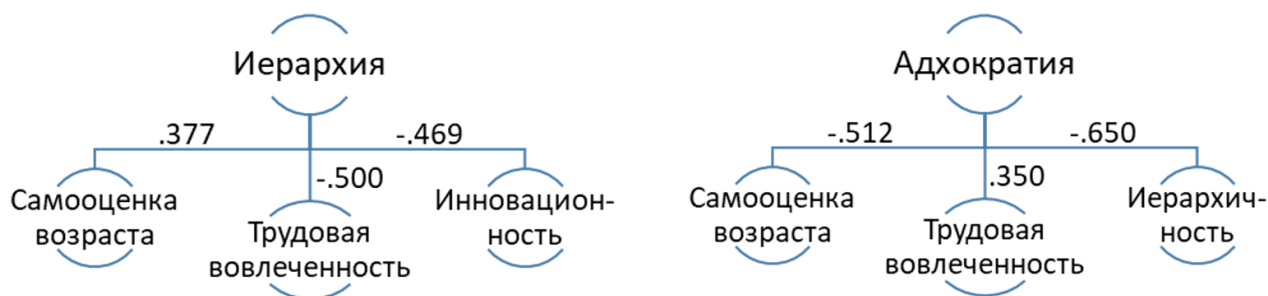 Иерархия
.377
-.469
-.500
Самооценка
возраста
Трудовая
вовлеченность
Инновацион-
ность
Адхократия
-.512
-.650
.350
Самооценка
возраста
Трудовая
вовлеченность
Иерархич-
ность